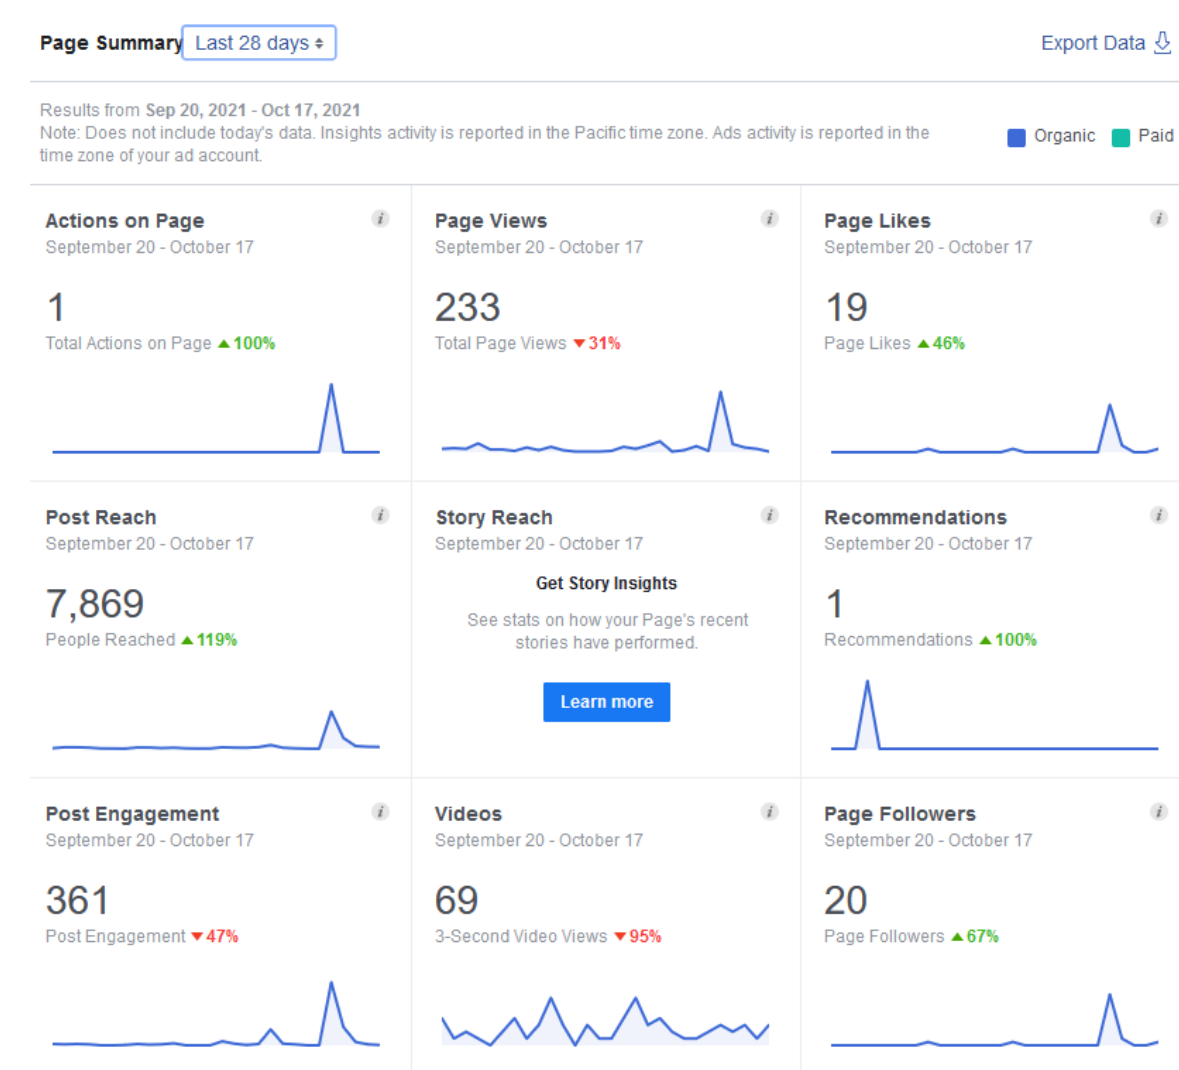 Page Summary Last 28 days
Export Data
Results from Sep 20, 2021 - Oct 17, 2021
Note: Does not include today's data. Insights activity is reported in the Pacific time zone. Ads activity is reported in the
time zone of your ad account.
Organic Paid
Actions on Page
September 20 - October 17
1
Total Actions on Page 100%
Page Views
September 20 - October 17
233
Total Page Views 31%
Page Likes
September 20 - October 17
19
Page Likes 46%
Post Reach
September 20 - October 17
7,869
People Reached 119%
Story Reach
September 20 - October 17
Get Story Insights
See stats on how your Page's recent
stories have performed.
Learn more
Recommendations
September 20 - October 17
1
Recommendations 100%
Post Engagement
September 20 - October 17
361
Post Engagement 47%
Videos
September 20 - October 17
69
3-Second Video Views 95%
Page Followers
September 20 - October 17
20
Page Followers 67%